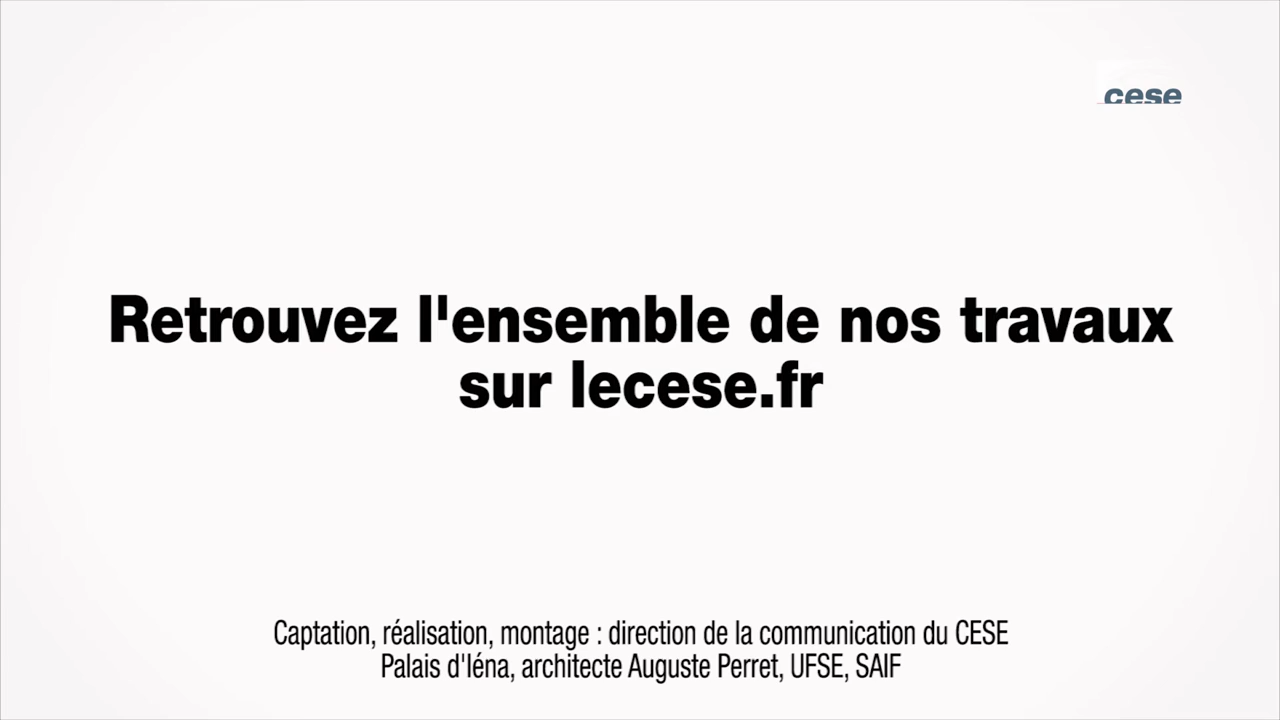 cese
Retrouvez l'ensemble de nos travaux
sur lecese.fr
Captation, réalisation, montage : direction de la communication du CESE
Palais d'Iéna, architecte Auguste Perret, UFSE, SAIF